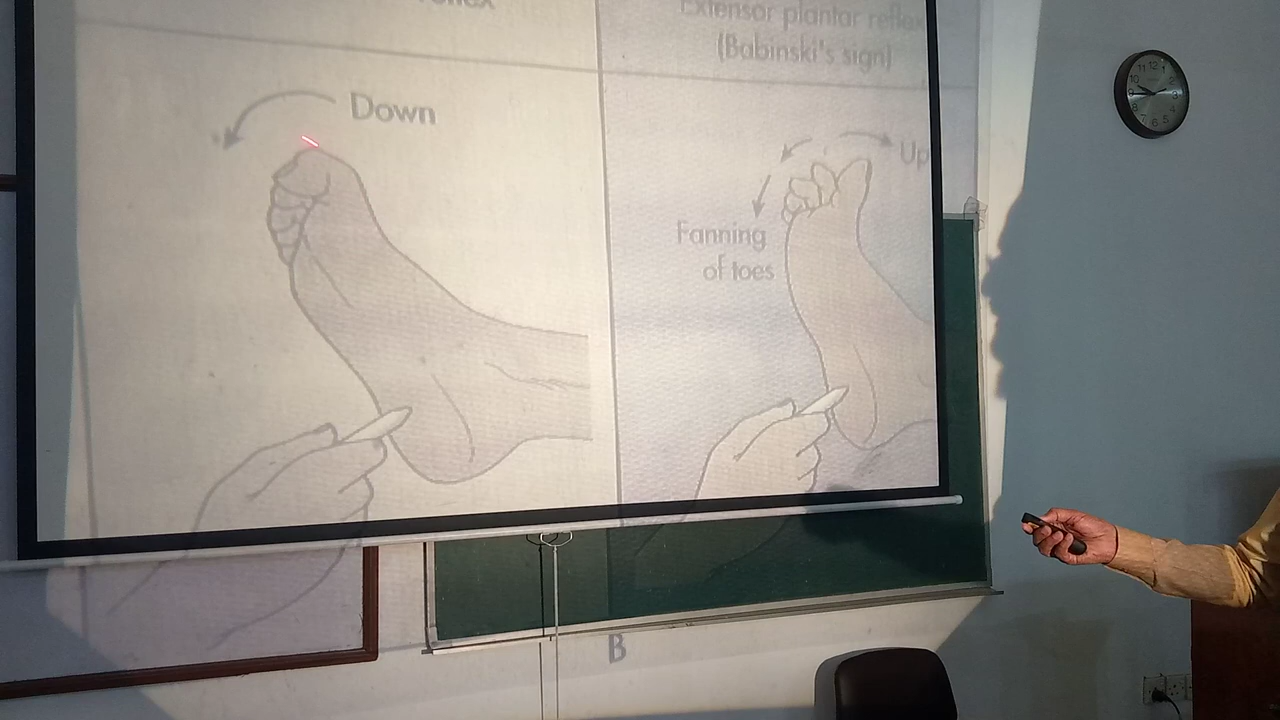 Extensor plantar reflex
(Babinski's sign)
Down
Up
Fanning
of toes
B